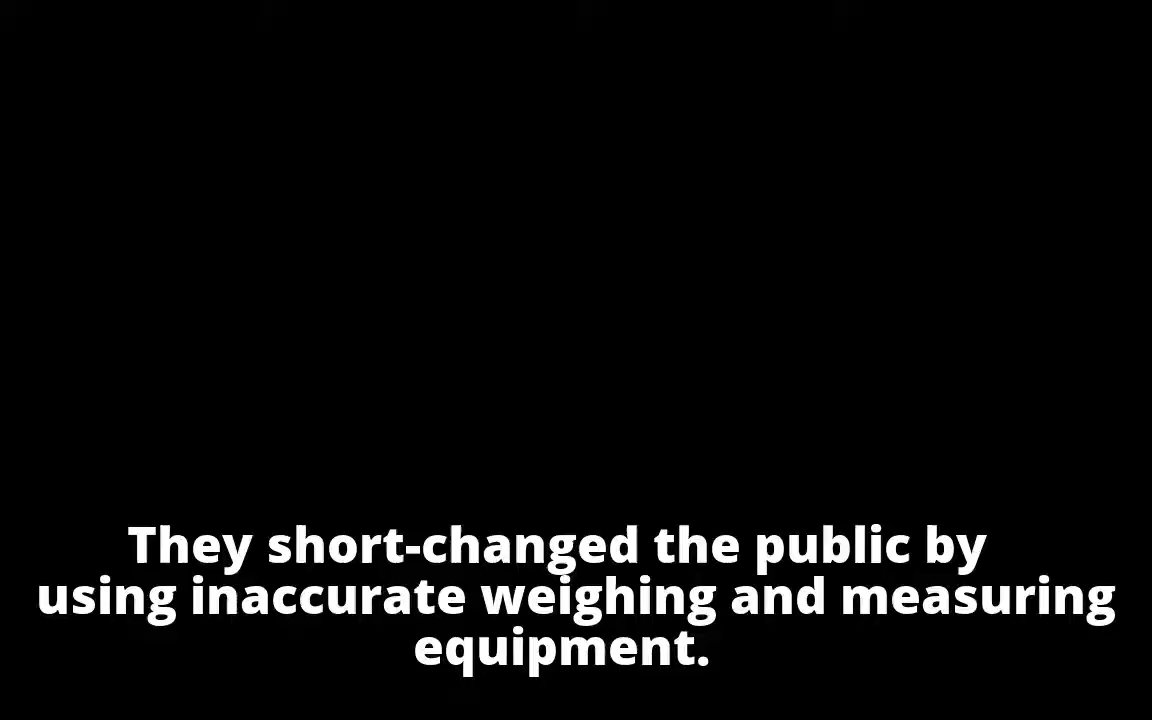 They short-changed the public by
using inaccurate weighing and measuring
equipment.